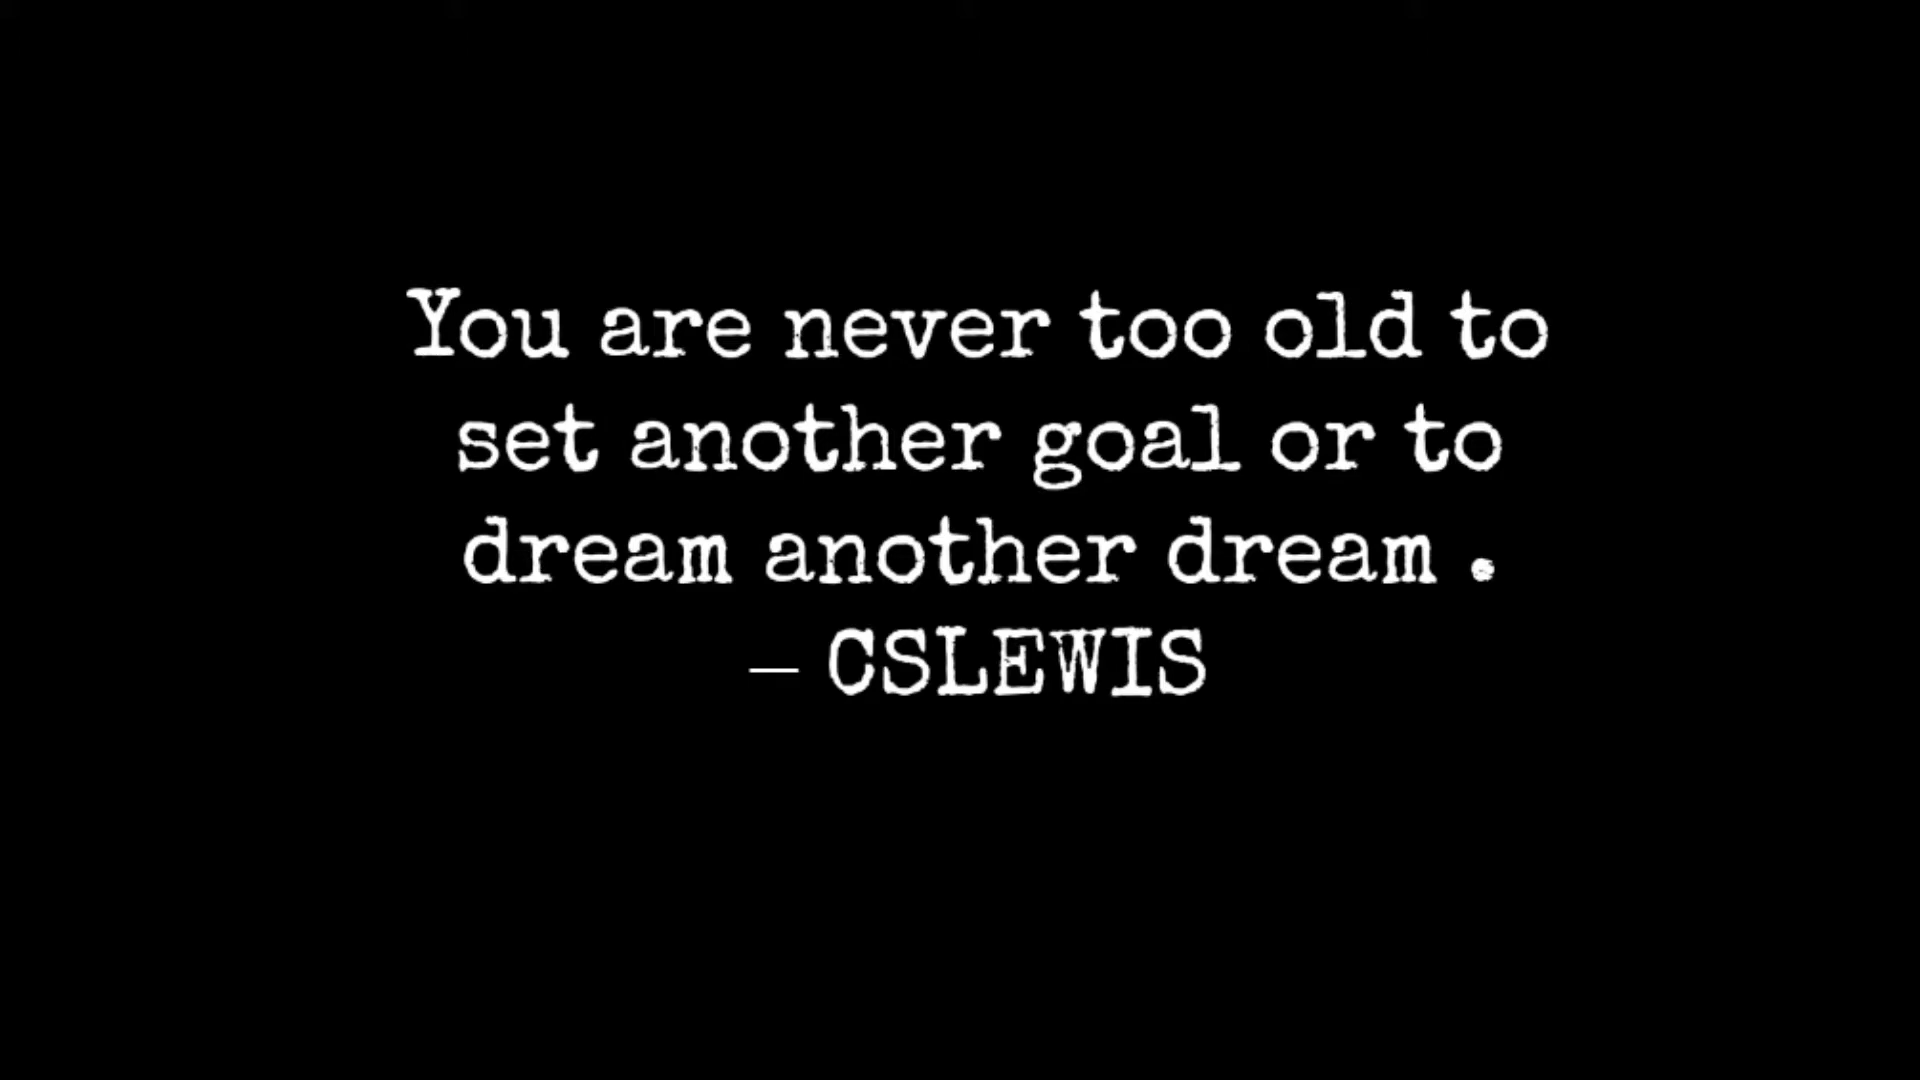 You are never too old to
set another goal or to
dream another dream .
— CSLEWIS